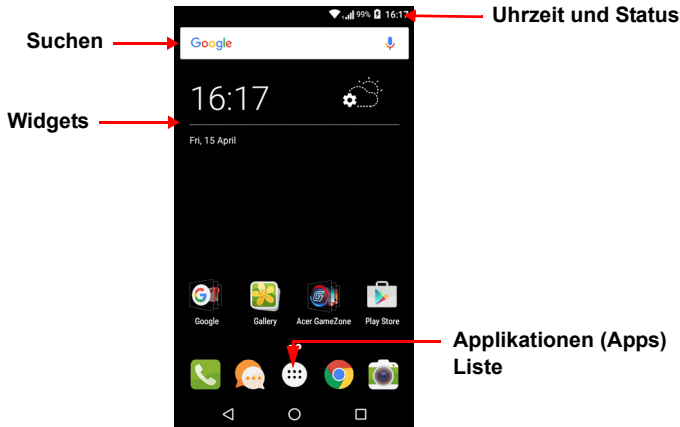 99% 16:17
Uhrzeit und Status
Suchen
Google
16:17
Widgets
Fri, 15 April
Google Gallery Acer GameZone Play Store
Applikationen (Apps)
Liste